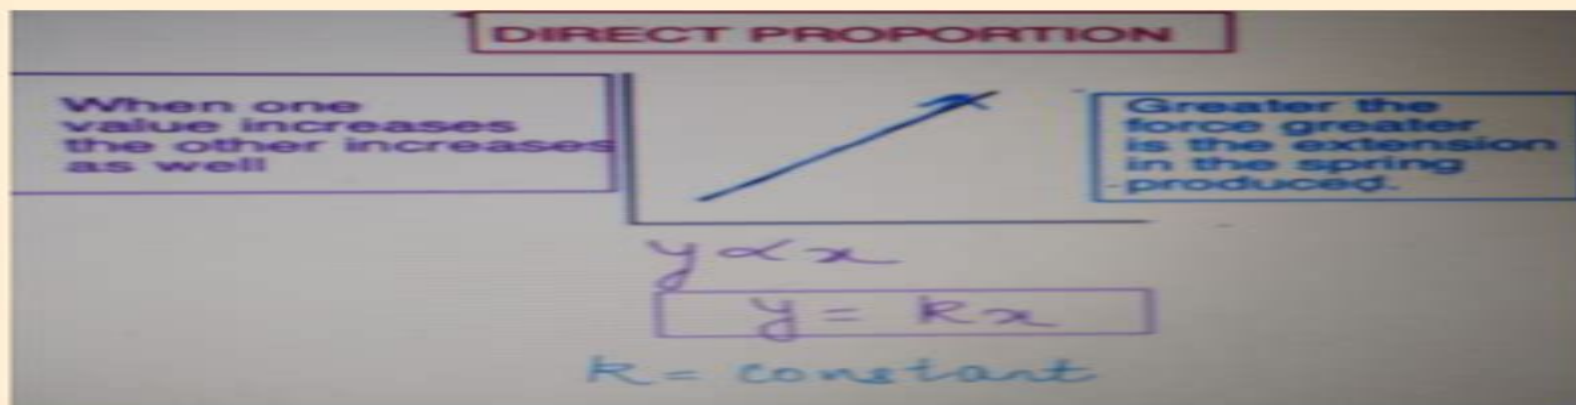 DIRECT PROPORTION
When one
value increases
the other increases
as well
Greater the
force greater
is the extension
in the spring
produced.
y ∝ x
y = kx
k = constant